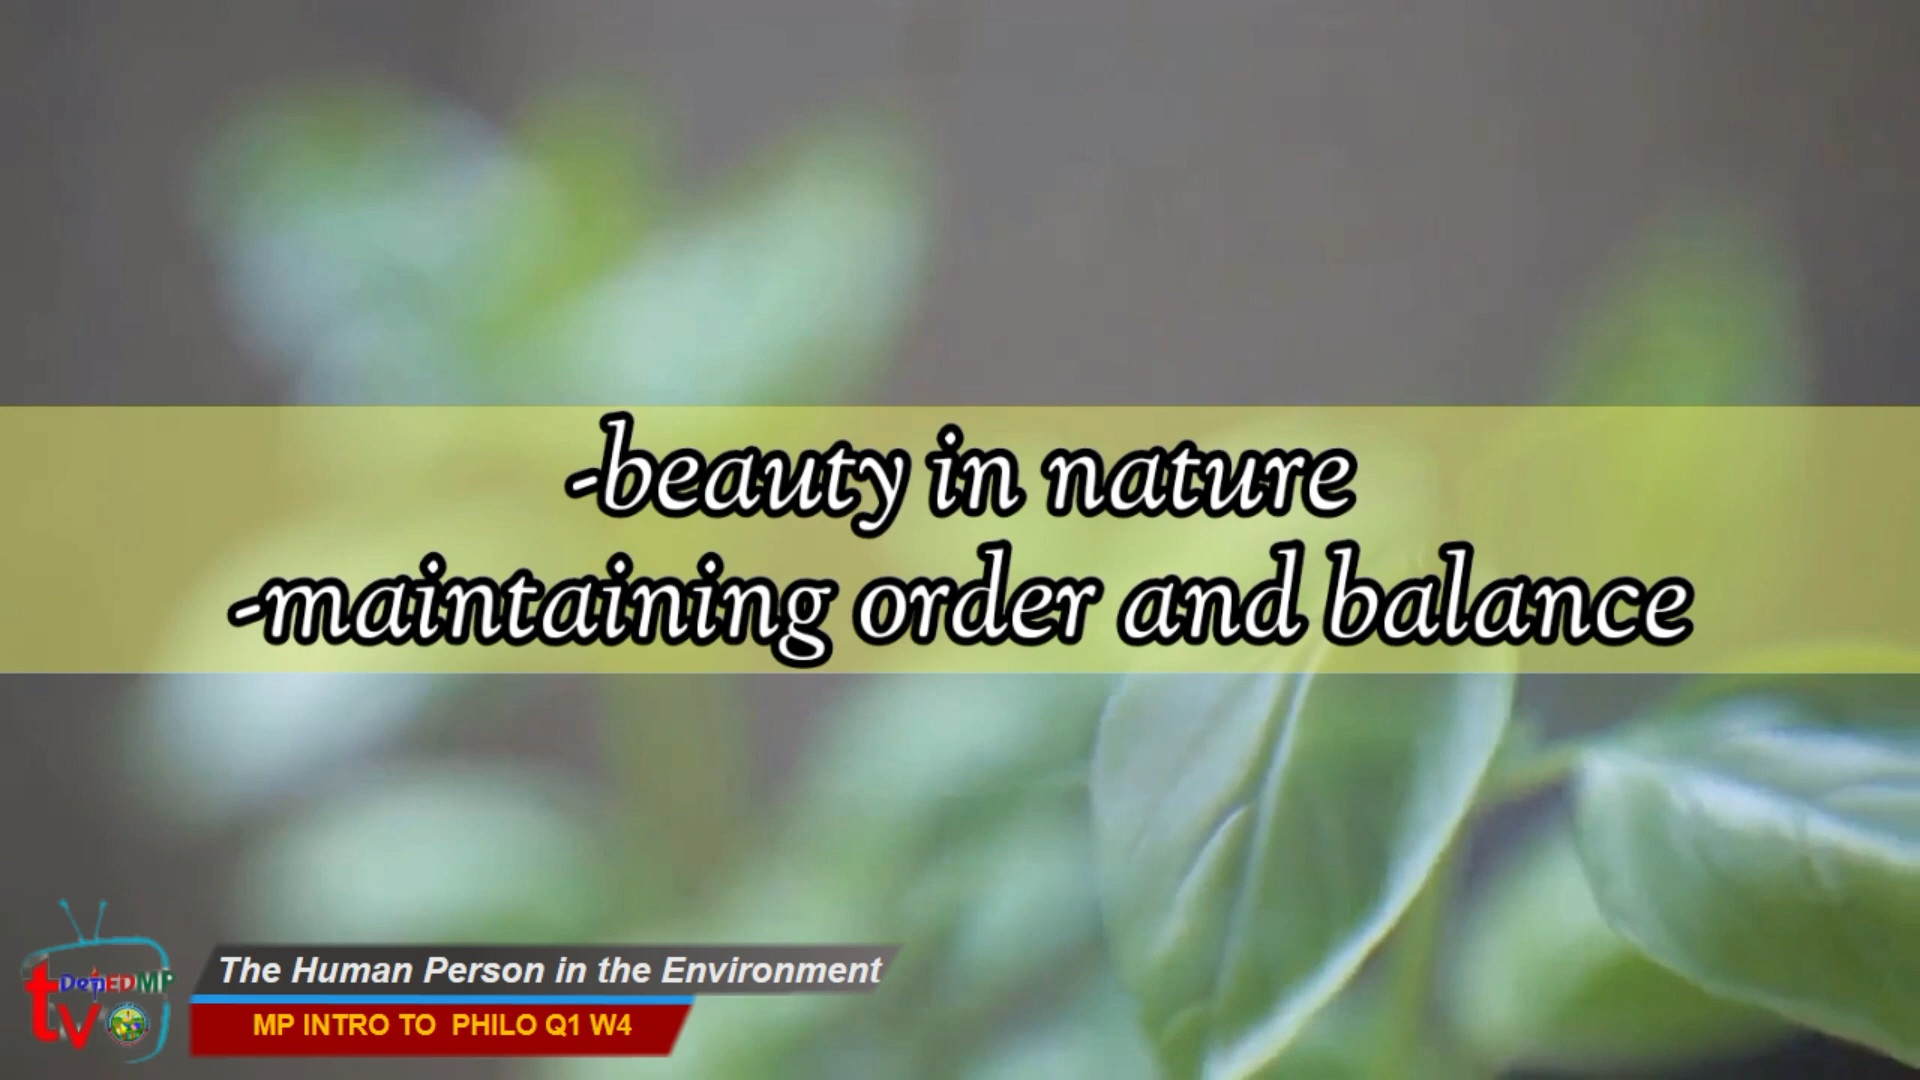 -beauty in nature
-maintaining order and balance
The Human Person in the Environment
MP INTRO TO PHILO Q1 W4
DepEDMP
tv